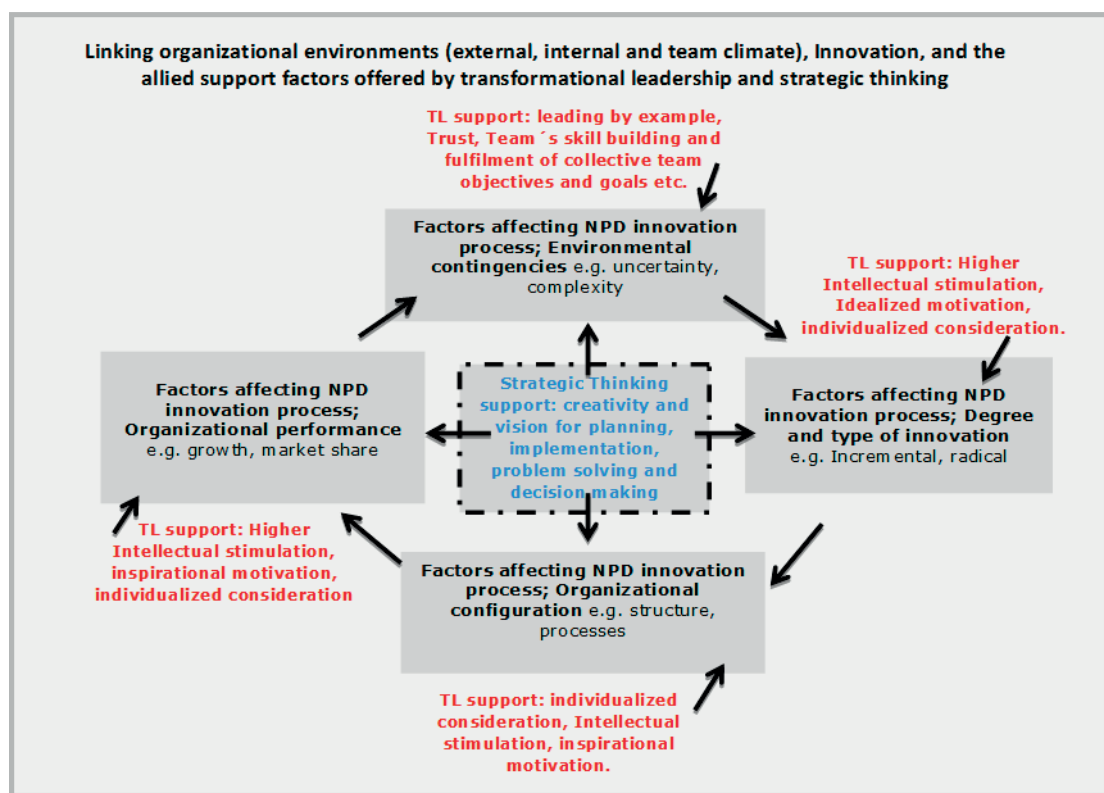 Linking organizational environments (external, internal and team climate), Innovation, and the
allied support factors offered by transformational leadership and strategic thinking
TL support: leading by example,
Trust, Team´s skill building and
fulfilment of collective team
objectives and goals etc.
Factors affecting NPD innovation
process; Environmental
contingencies e.g. uncertainty,
complexity
TL support: Higher
Intellectual stimulation,
Idealized motivation,
individualized consideration.
Factors affecting NPD
innovation process;
Organizational performance
e.g. growth, market share
Strategic Thinking
support: creativity and
vision for planning,
implementation,
problem solving and
decision making
Factors affecting NPD
innovation process; Degree
and type of innovation
e.g. Incremental, radical
TL support: Higher
Intellectual stimulation,
inspirational motivation,
individualized consideration
Factors affecting NPD innovation
process; Organizational
configuration e.g. structure,
processes
TL support: individualized
consideration, Intellectual
stimulation, inspirational
motivation.